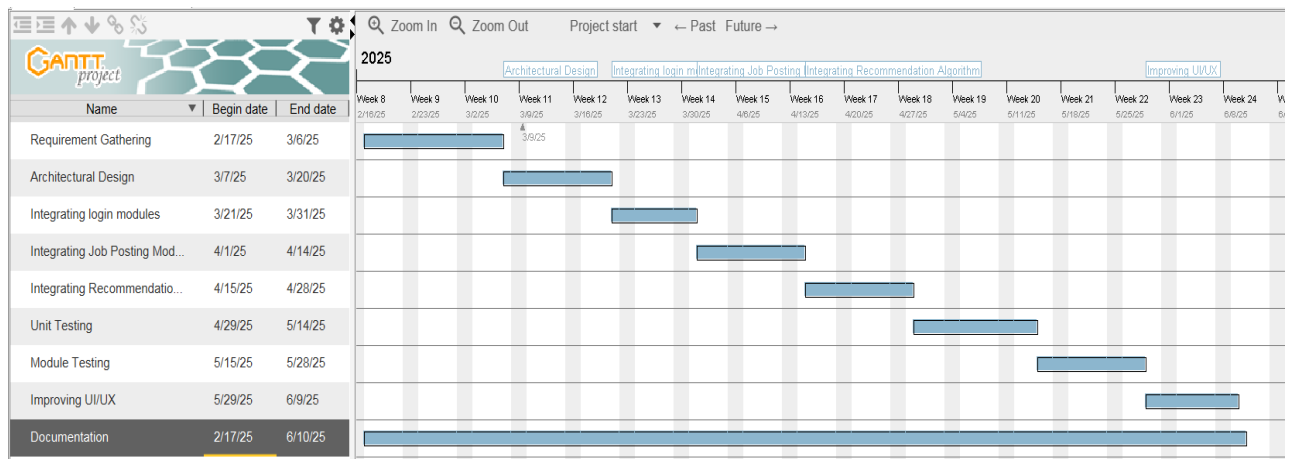 Zoom In Zoom Out Project start ← Past Future →
GANTT project
2025
Architectural Design Integrating login m Integrating Job Posting Integrating Recommendation Algorithm Improving UI/UX
Name Begin date End date
Week 8 Week 9 Week 10 Week 11 Week 12 Week 13 Week 14 Week 15 Week 16 Week 17 Week 18 Week 19 Week 20 Week 21 Week 22 Week 23 Week 24
2/16/25 2/23/25 3/2/25 3/9/25 3/16/25 3/23/25 3/30/25 4/6/25 4/13/25 4/20/25 4/27/25 5/4/25 5/11/25 5/18/25 5/25/25 6/1/25 6/8/25
3/9/25
Requirement Gathering 2/17/25 3/6/25
Architectural Design 3/7/25 3/20/25
Integrating login modules 3/21/25 3/31/25
Integrating Job Posting Mod... 4/1/25 4/14/25
Integrating Recommendatio... 4/15/25 4/28/25
Unit Testing 4/29/25 5/14/25
Module Testing 5/15/25 5/28/25
Improving UI/UX 5/29/25 6/9/25
Documentation 2/17/25 6/10/25